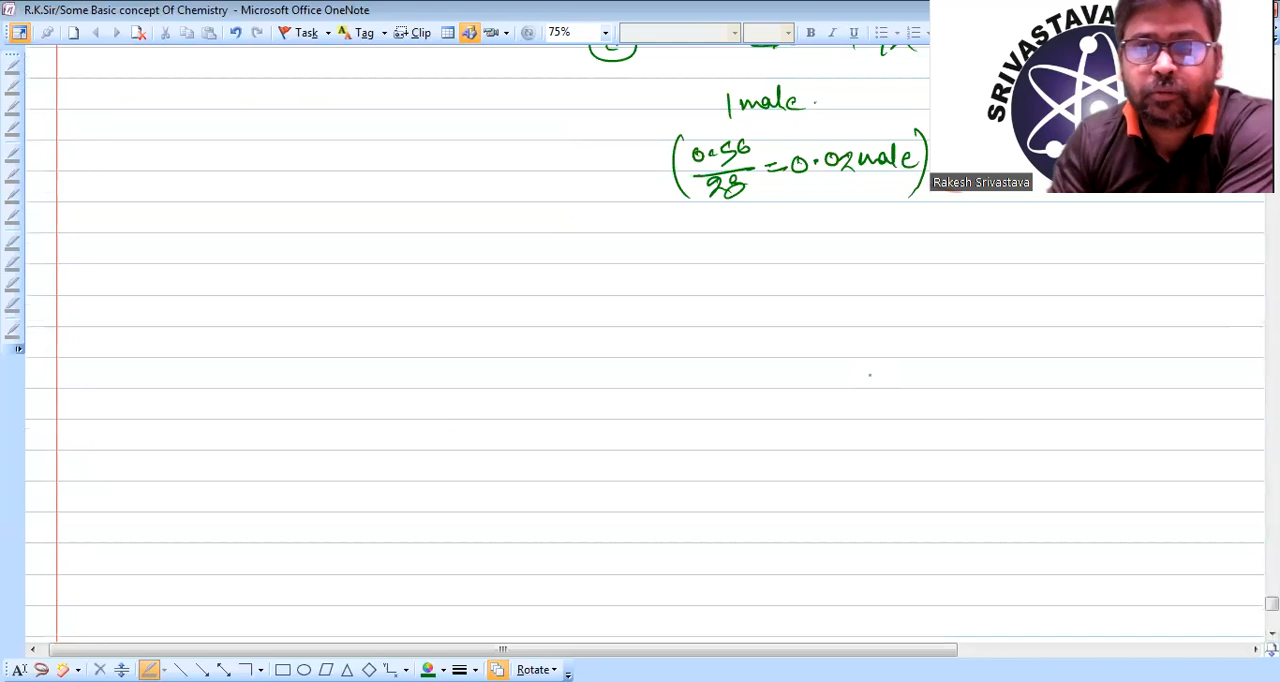 R.K.Sir/Some Basic concept Of Chemistry - Microsoft Office OneNote
Task Tag Clip 75% B I U
SRIVASTAVA
1 mole.
(0.56/28 = 0.02 mole)
Rakesh Srivastava
Rotate